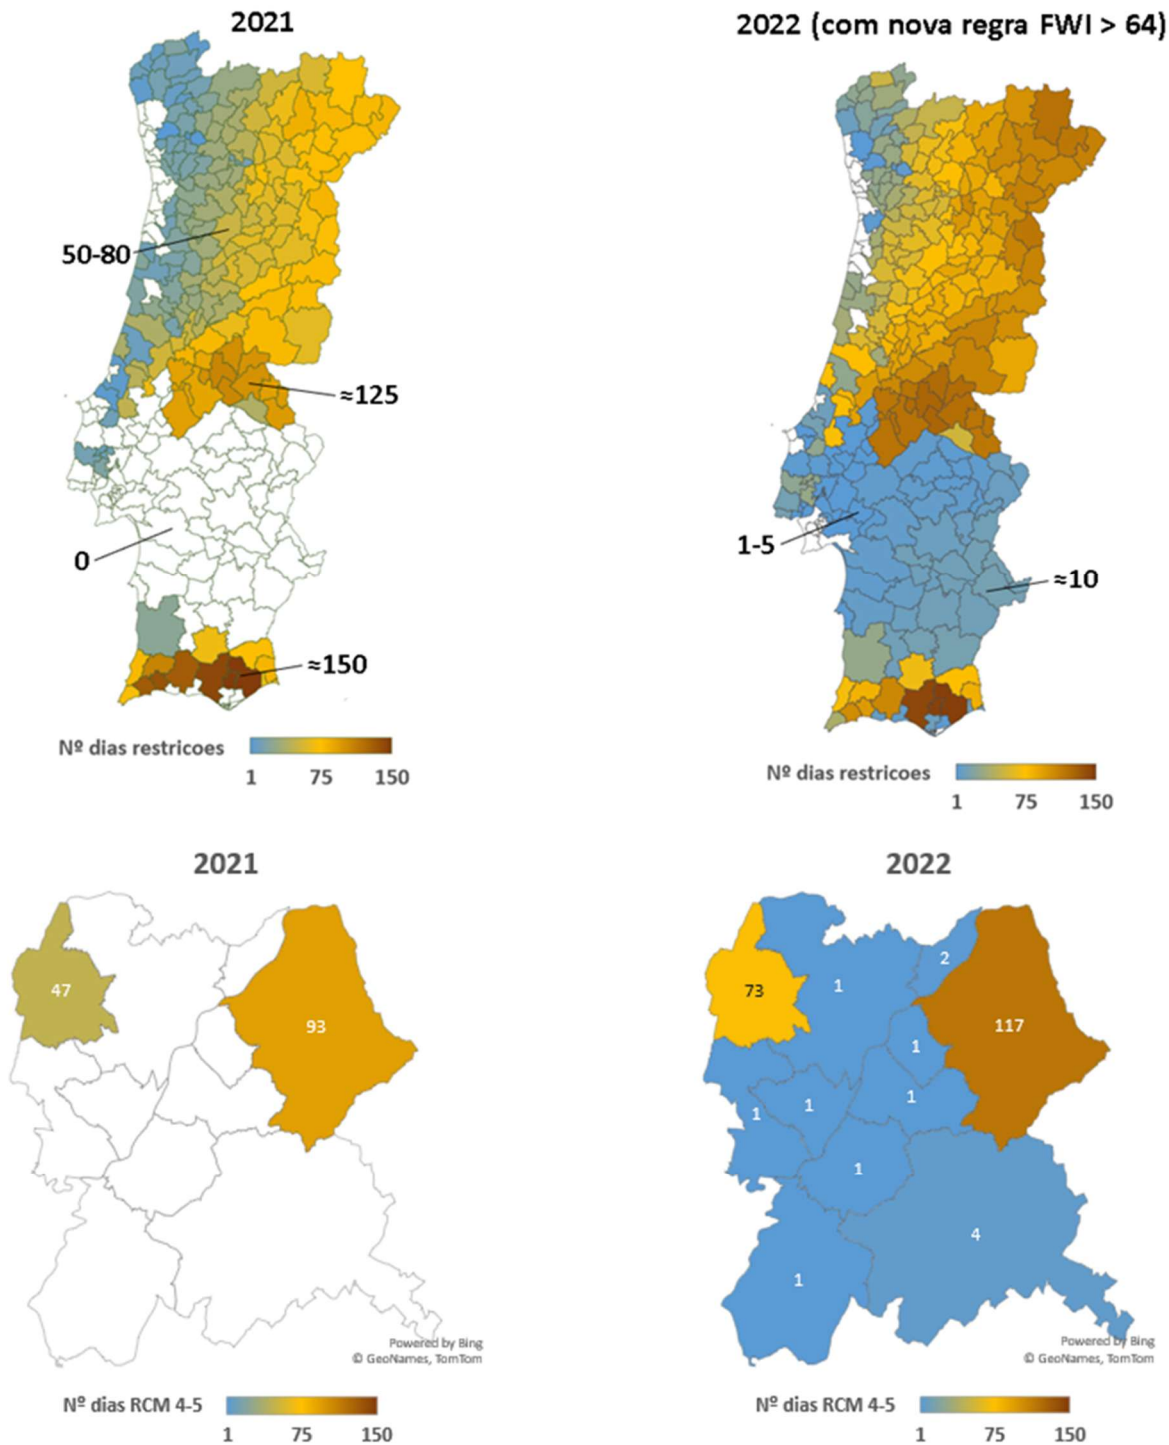 2021
2022 (com nova regra FWI > 64)
50-80
≈125
0
≈150
1-5
≈10
Nº dias restricoes
1 75 150
Nº dias restricoes
1 75 150
2021
2022
47
93
73
1
2
117
1
1
1
1
1
4
1
Powered by Bing
© GeoNames, TomTom
Powered by Bing
© GeoNames, TomTom
Nº dias RCM 4-5
1 75 150
Nº dias RCM 4-5
1 75 150